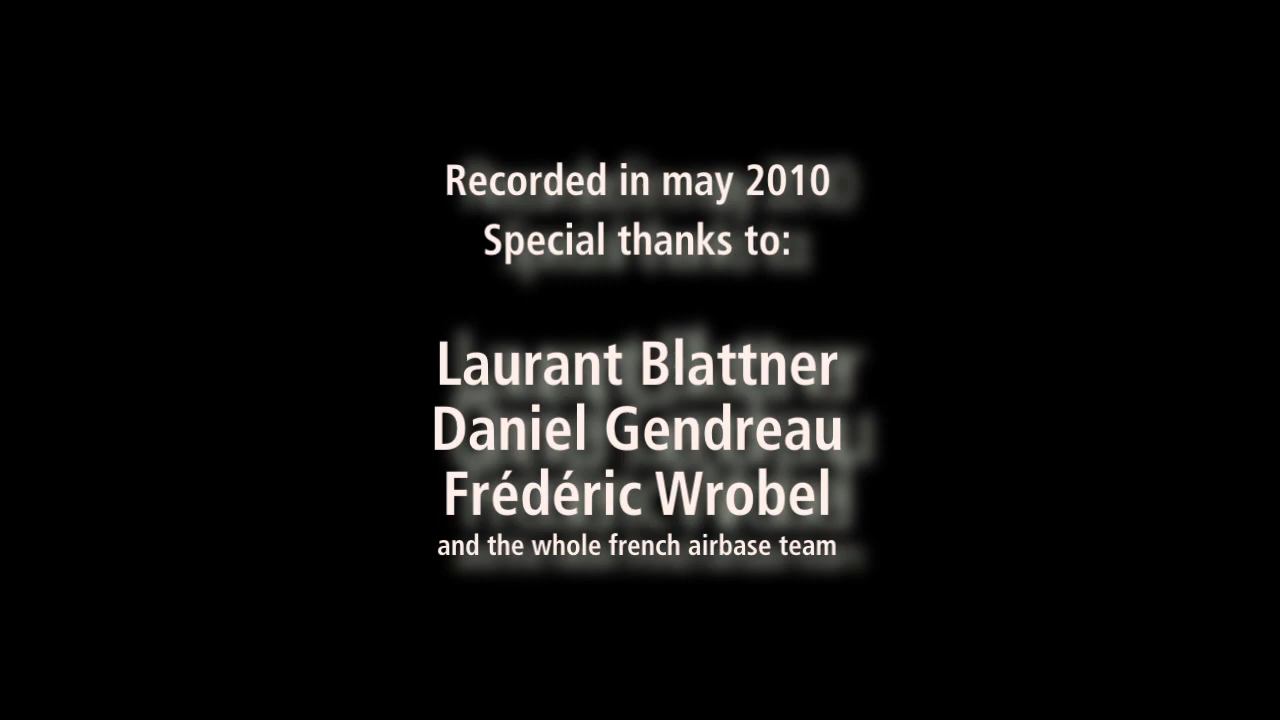 Recorded in may 2010
Special thanks to:
Laurant Blattner
Daniel Gendreau
Frédéric Wrobel
and the whole french airbase team